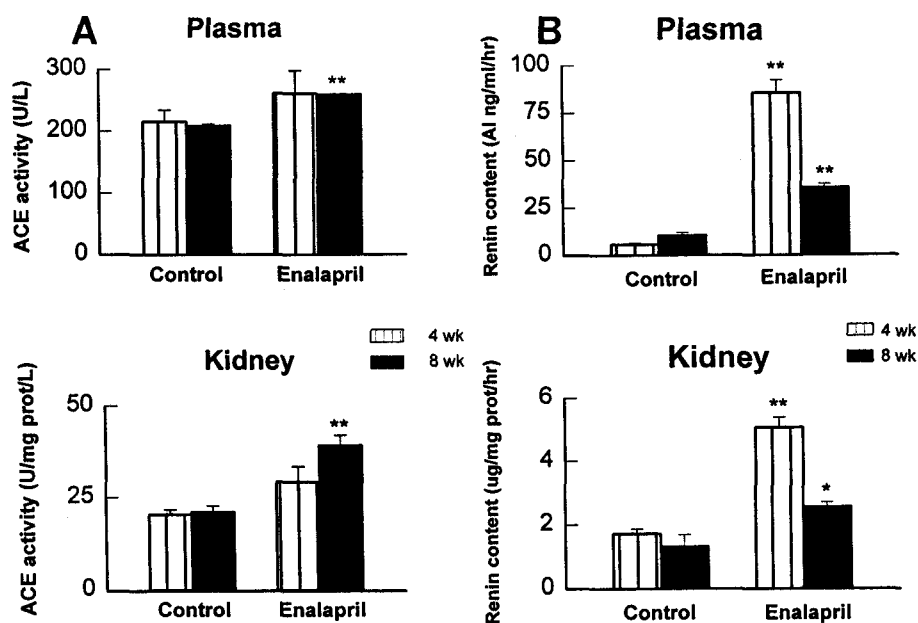 A
Plasma
ACE activity (U/L)
300
200
100
0
**
Control
Enalapril
B
Plasma
Renin content (AI ng/ml/hr)
100
75
50
25
0
**
**
Control
Enalapril
4 wk
8 wk
Kidney
ACE activity (U/mg prot/L)
50
25
0
**
Control
Enalapril
4 wk
8 wk
Kidney
Renin content (ug/mg prot/hr)
6
4
2
0
**
*
Control
Enalapril